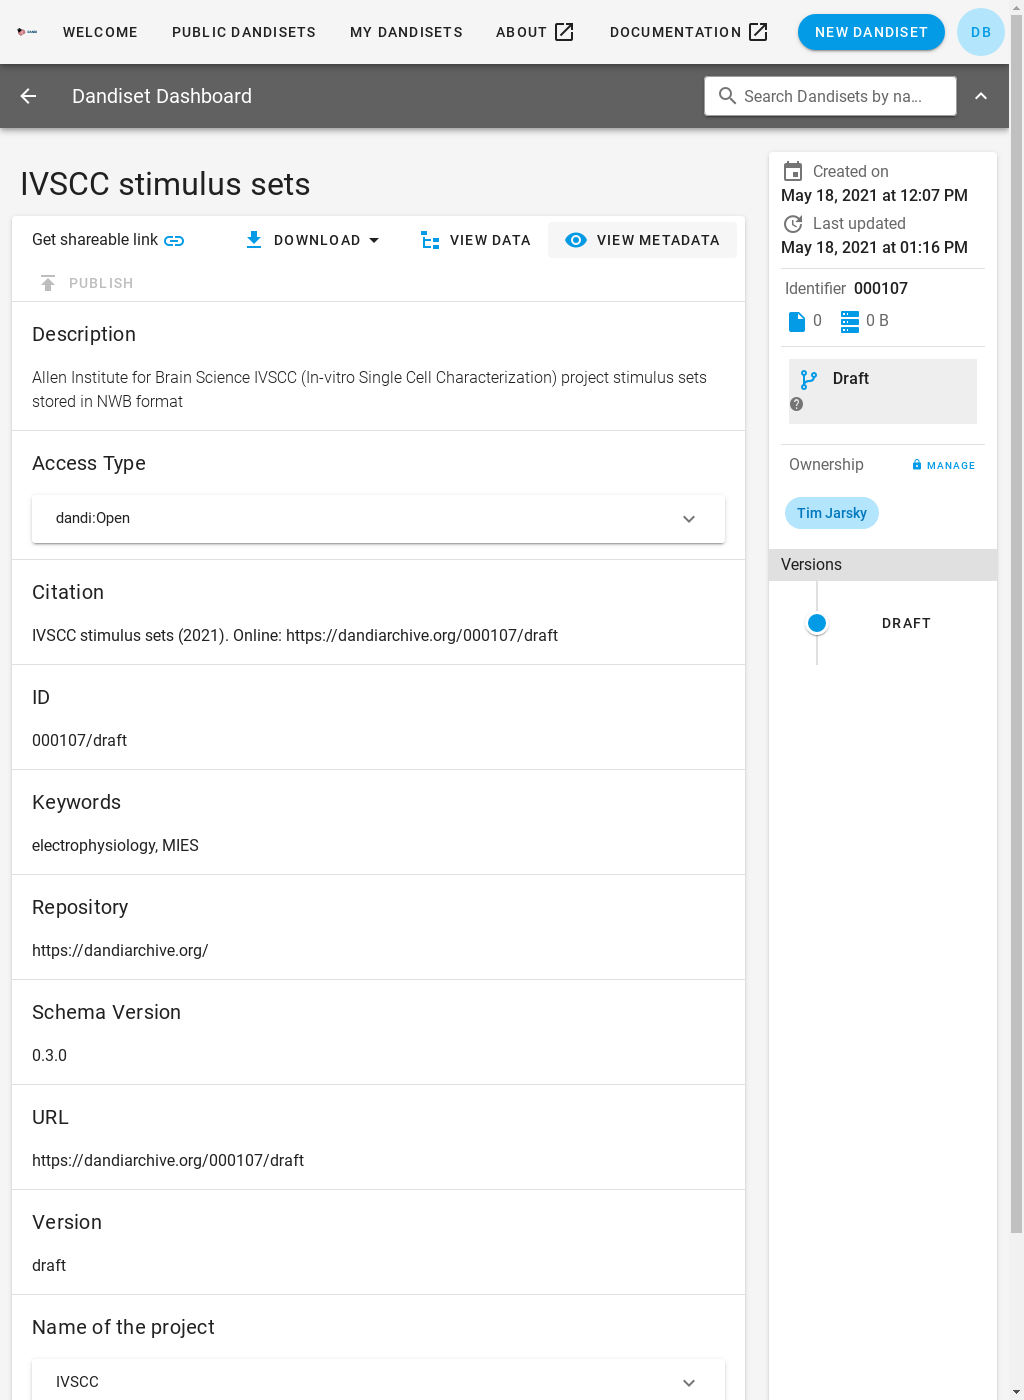 WELCOME
PUBLIC DANDISETS
MY DANDISETS
ABOUT
DOCUMENTATION
NEW DANDISET
DB
Dandiset Dashboard
Search Dandisets by na...
IVSCC stimulus sets
Get shareable link
DOWNLOAD
VIEW DATA
VIEW METADATA
PUBLISH
Description
Allen Institute for Brain Science IVSCC (In-vitro Single Cell Characterization) project stimulus sets
stored in NWB format
Access Type
dandi:Open
Citation
IVSCC stimulus sets (2021). Online: https://dandiarchive.org/000107/draft
ID
000107/draft
Keywords
electrophysiology, MIES
Repository
https://dandiarchive.org/
Schema Version
0.3.0
URL
https://dandiarchive.org/000107/draft
Version
draft
Name of the project
IVSCC
Created on
May 18, 2021 at 12:07 PM
Last updated
May 18, 2021 at 01:16 PM
Identifier 000107
0
0 B
Draft
Ownership
MANAGE
Tim Jarsky
Versions
DRAFT